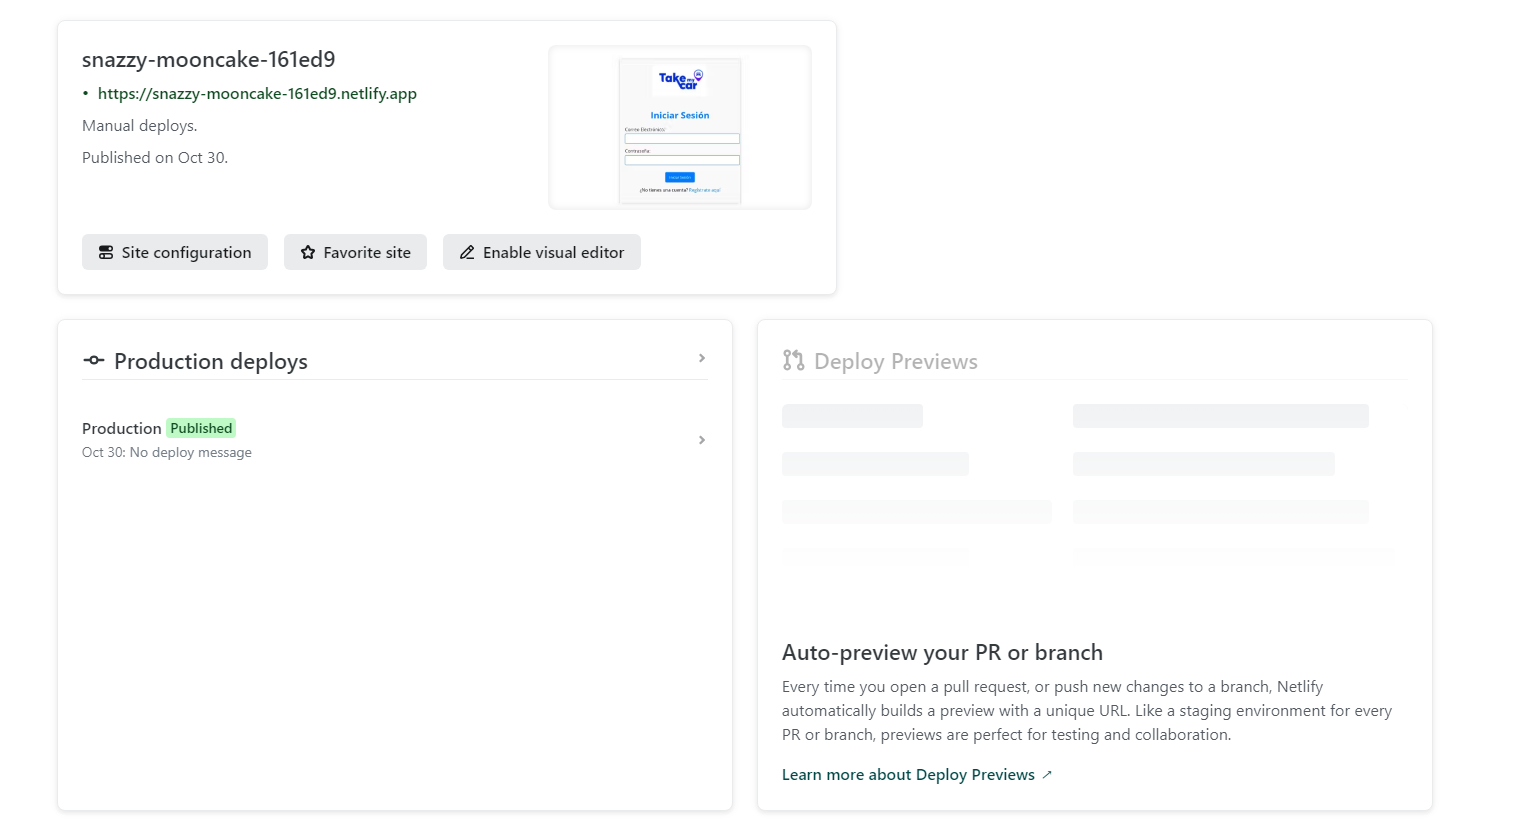 snazzy-mooncake-161ed9
• https://snazzy-mooncake-161ed9.netlify.app
Manual deploys.
Published on Oct 30.
Take my car
Iniciar Sesión
Correo Electrónico:
Contraseña:
Iniciar Sesión
¿No tienes una cuenta? Regístrate aquí
Site configuration
Favorite site
Enable visual editor
Production deploys
Production Published
Oct 30: No deploy message
Deploy Previews
Auto-preview your PR or branch
Every time you open a pull request, or push new changes to a branch, Netlify
automatically builds a preview with a unique URL. Like a staging environment for every
PR or branch, previews are perfect for testing and collaboration.
Learn more about Deploy Previews ↗